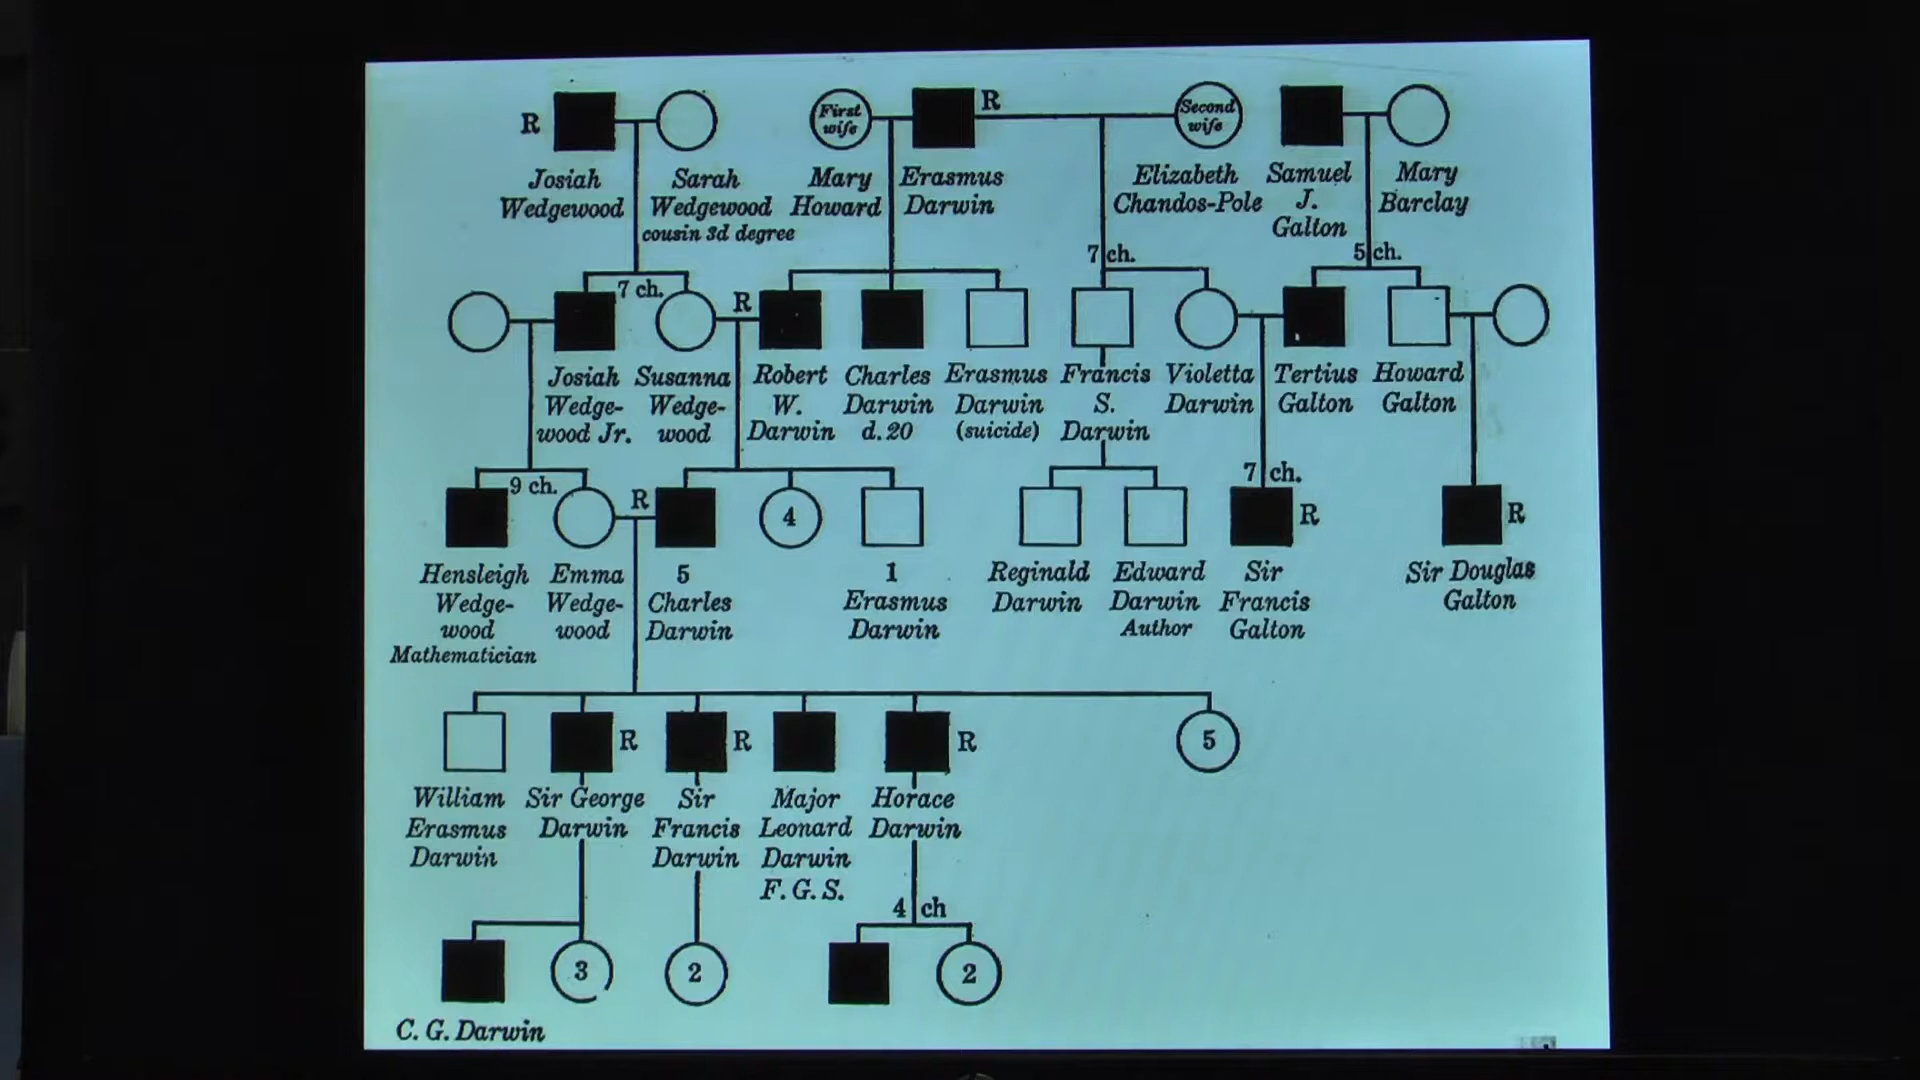 R
First
wife
R
Second
wife
Josiah
Wedgewood
Sarah
Wedgewood
cousin 3d degree
Mary
Howard
Erasmus
Darwin
Elizabeth
Chandos-Pole
Samuel
J.
Galton
Mary
Barclay
7 ch.
7 ch.
5 ch.
R
Josiah
Wedge-
wood Jr.
Susanna
Wedge-
wood
Robert
W.
Darwin
Charles
Darwin
d. 20
Erasmus
Darwin
(suicide)
Francis
S.
Darwin
Violetta
Darwin
Tertius
Galton
Howard
Galton
9 ch.
7 ch.
R
4
R
R
Hensleigh
Wedge-
wood
Mathematician
Emma
Wedge-
wood
5
Charles
Darwin
1
Erasmus
Darwin
Reginald
Darwin
Edward
Darwin
Author
Sir
Francis
Galton
Sir Douglas
Galton
R
R
R
5
William
Erasmus
Darwin
Sir George
Darwin
Sir
Francis
Darwin
Major
Leonard
Darwin
F. G. S.
Horace
Darwin
4 ch
3
2
2
C. G. Darwin